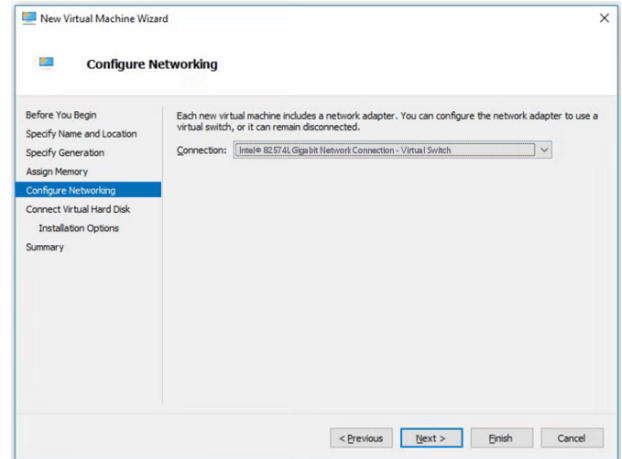 New Virtual Machine Wizard
Configure Networking
Before You Begin
Specify Name and Location
Specify Generation
Assign Memory
Configure Networking
Connect Virtual Hard Disk
Installation Options
Summary
Each new virtual machine includes a network adapter. You can configure the network adapter to use a
virtual switch, or it can remain disconnected.
Connection: Intel® 82574L Gigabit Network Connection - Virtual Switch
< Previous Next > Finish Cancel